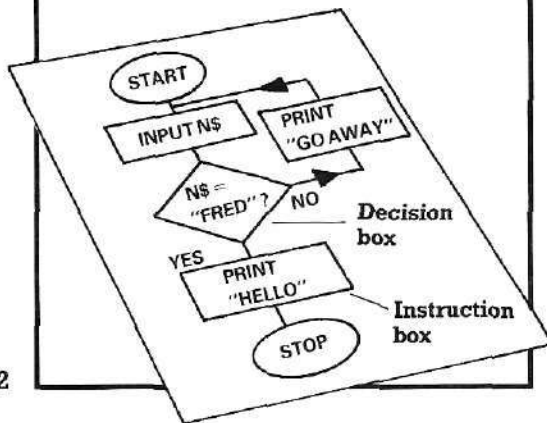 START
INPUT N$
PRINT
"GO AWAY"
N$ =
"FRED" ?
NO
Decision
box
YES
PRINT
"HELLO"
Instruction
box
STOP
2